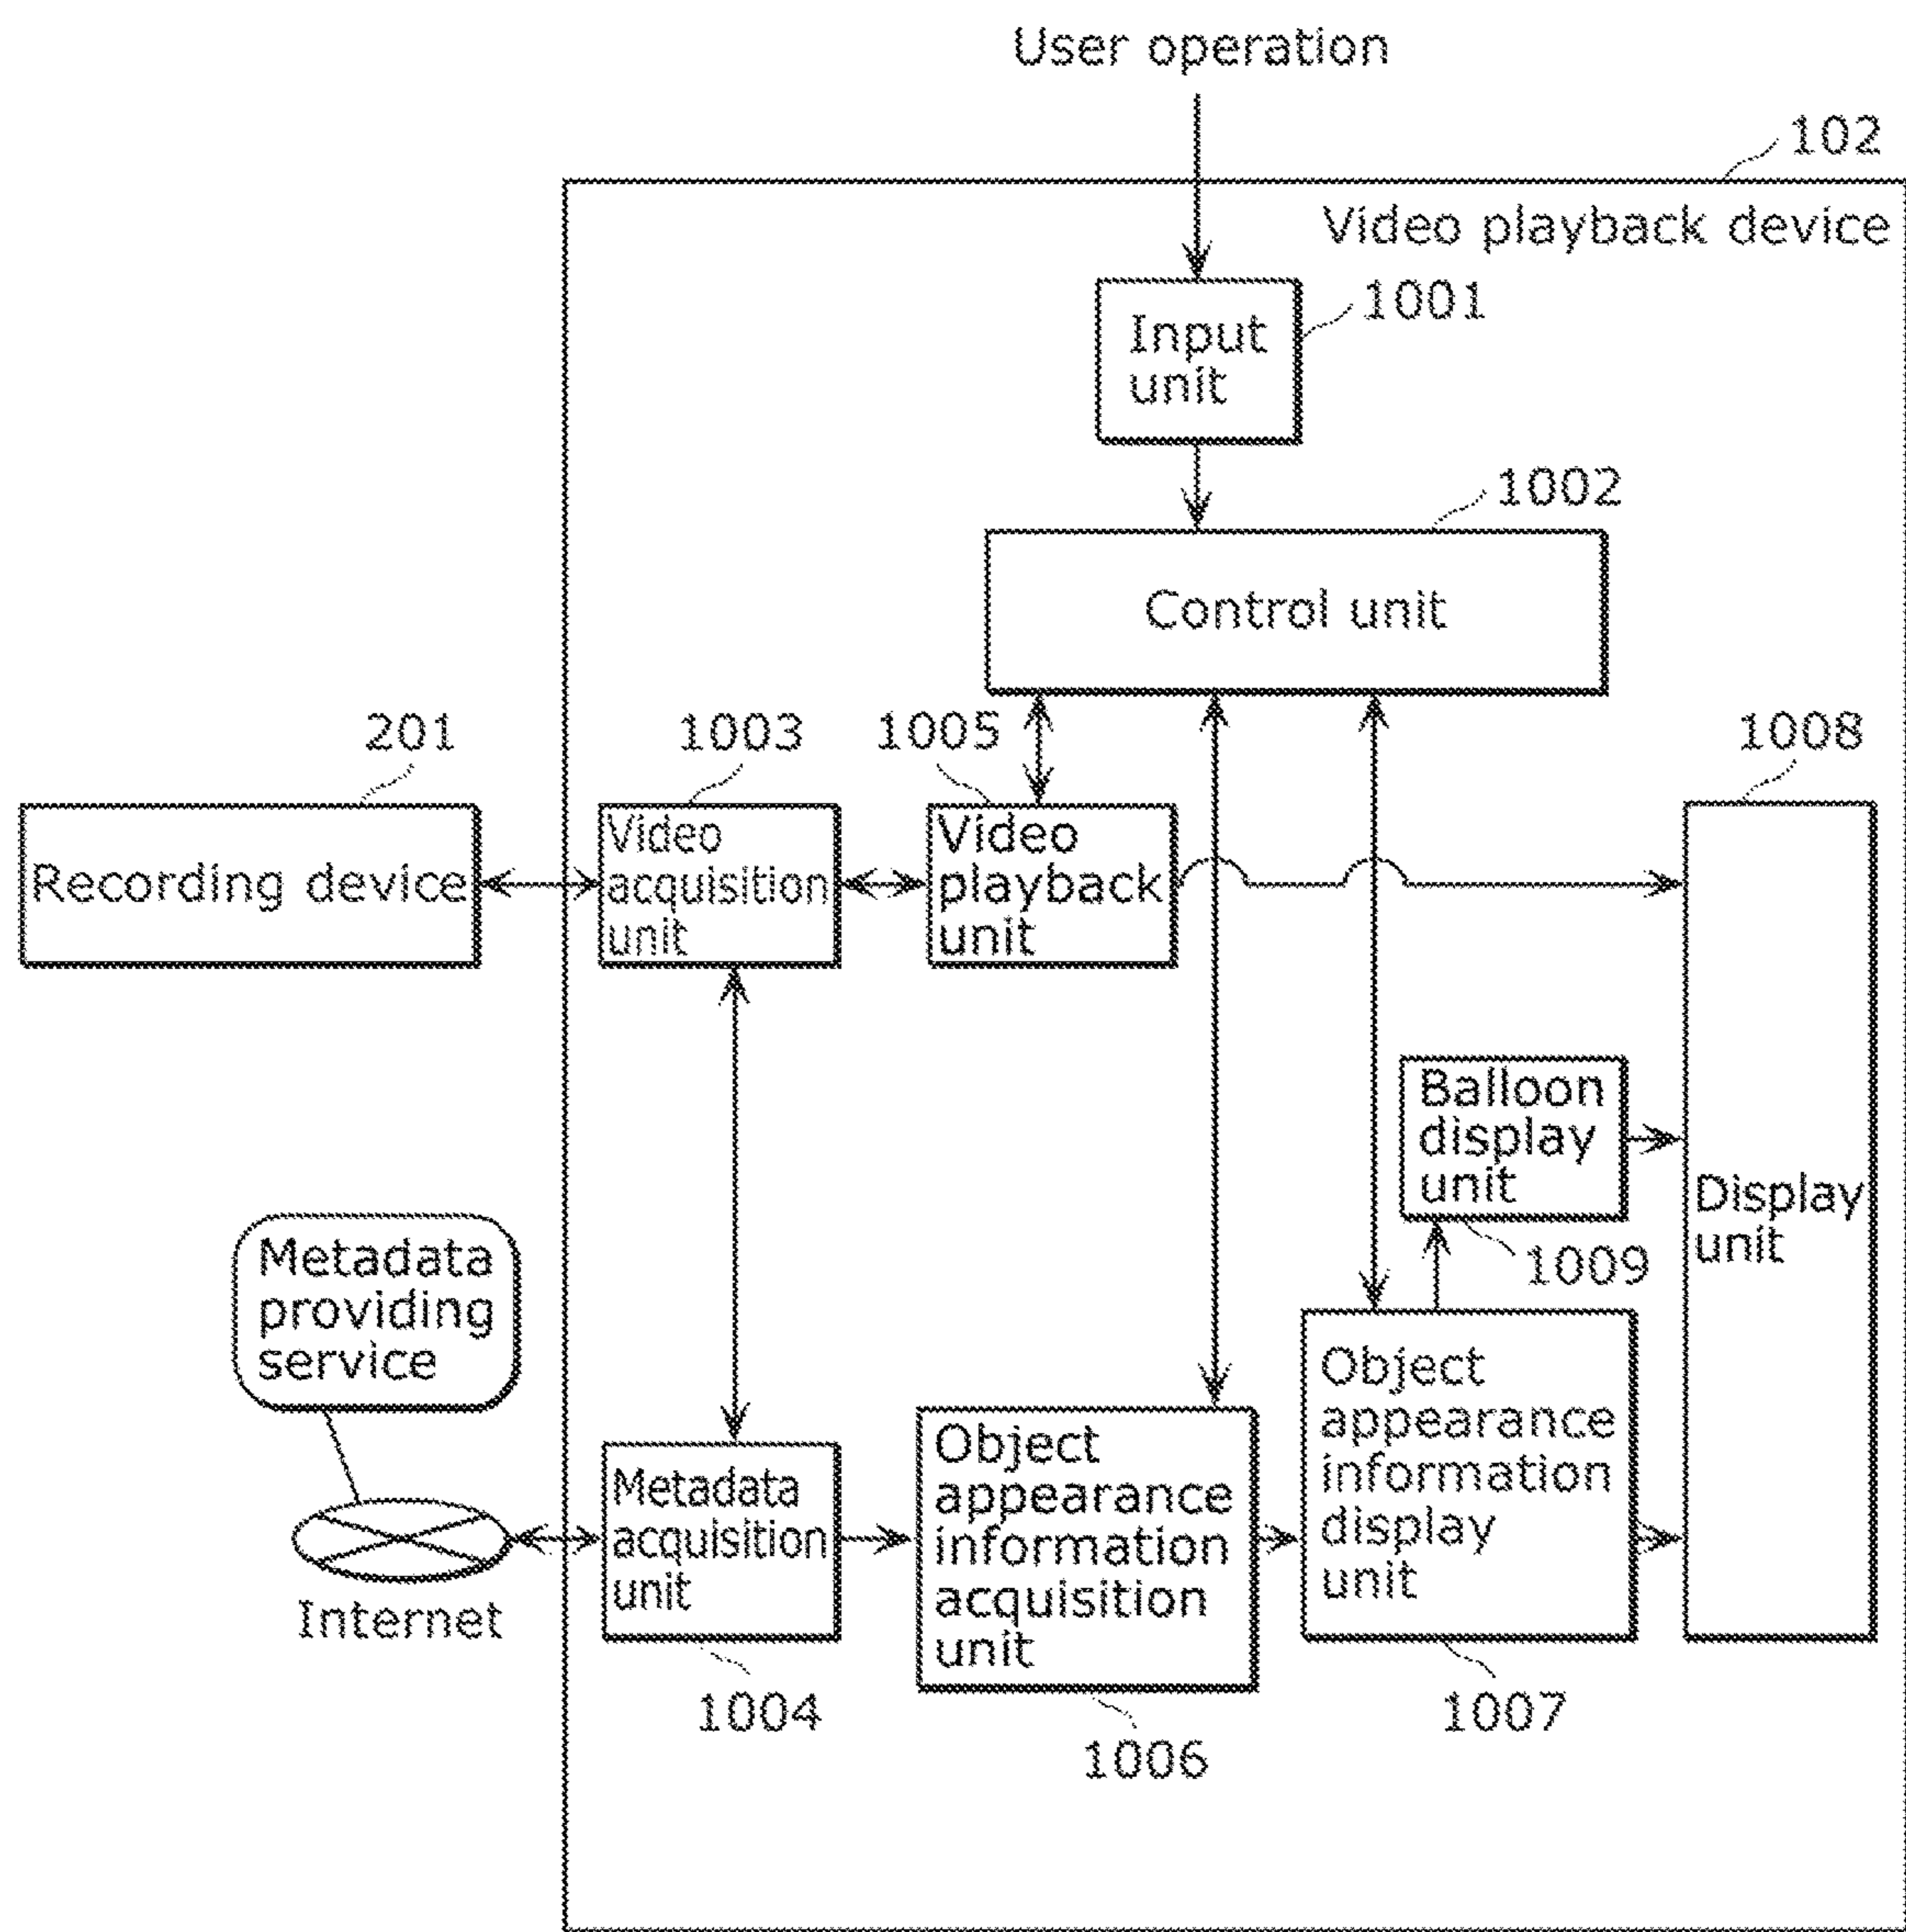 User operation
102
Video playback device
1001
Input
unit
1002
Control unit
201
1003
1005
1008
Recording device
Video
acquisition
unit
Video
playback
unit
Balloon
display
unit
1009
Display
unit
Metadata
providing
service
Internet
Metadata
acquisition
unit
1004
Object
appearance
information
acquisition
unit
1006
Object
appearance
information
display
unit
1007